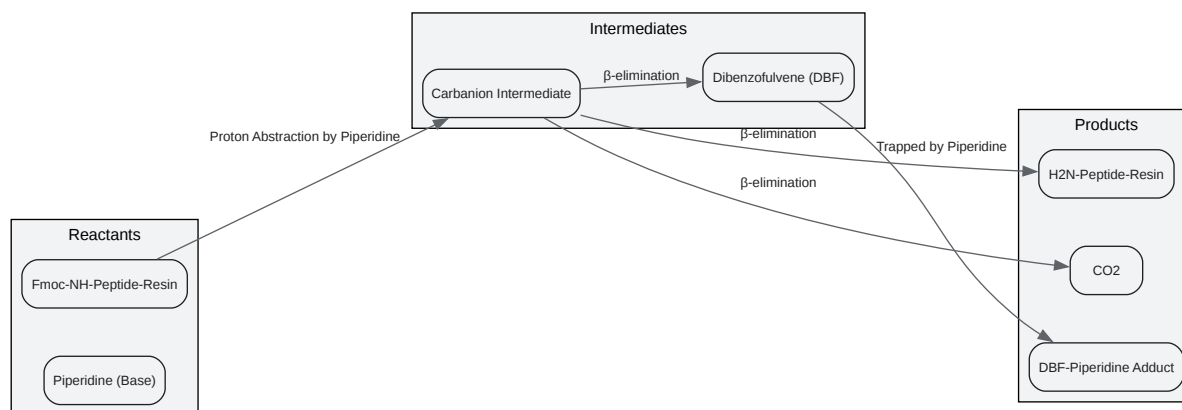 Intermediates
Carbanion Intermediate
β-elimination
Dibenzofulvene (DBF)
Proton Abstraction by Piperidine
β-elimination
Trapped by Piperidine
β-elimination
Products
H2N-Peptide-Resin
CO2
DBF-Piperidine Adduct
Reactants
Fmoc-NH-Peptide-Resin
Piperidine (Base)